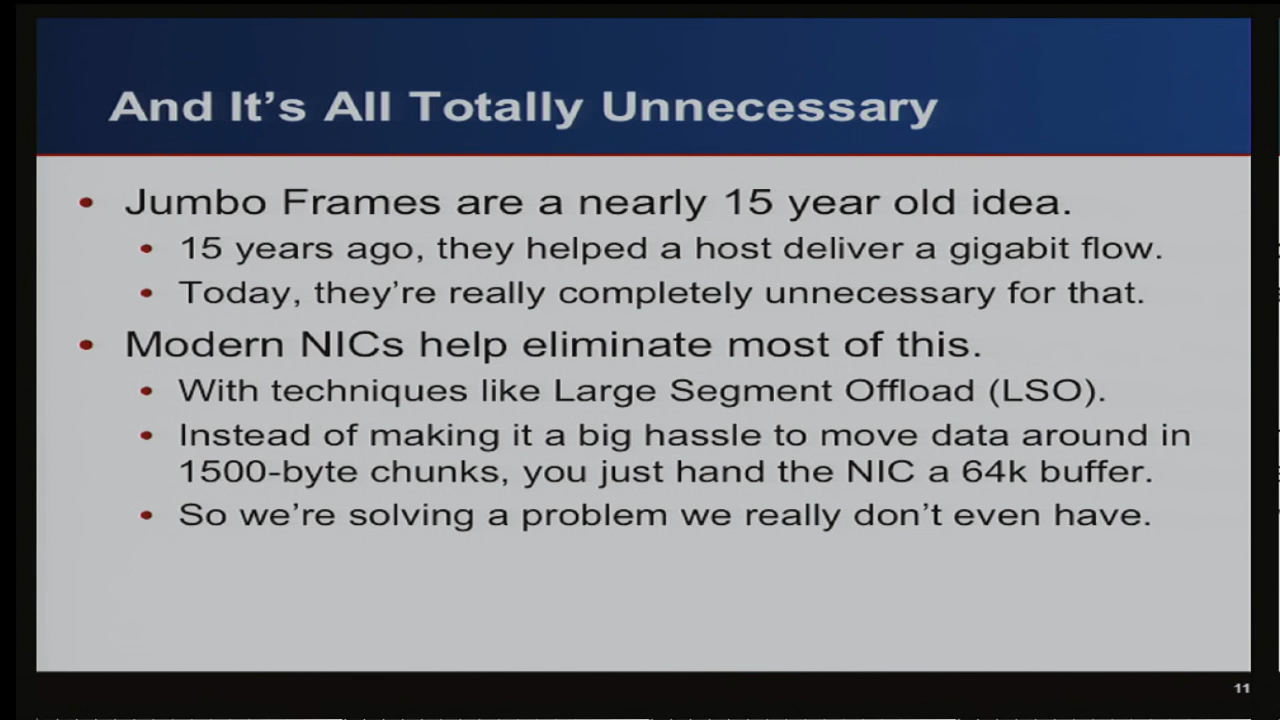 And It's All Totally Unnecessary
• Jumbo Frames are a nearly 15 year old idea.
• 15 years ago, they helped a host deliver a gigabit flow.
• Today, they're really completely unnecessary for that.
• Modern NICs help eliminate most of this.
• With techniques like Large Segment Offload (LSO).
• Instead of making it a big hassle to move data around in
1500-byte chunks, you just hand the NIC a 64k buffer.
• So we're solving a problem we really don't even have.
11